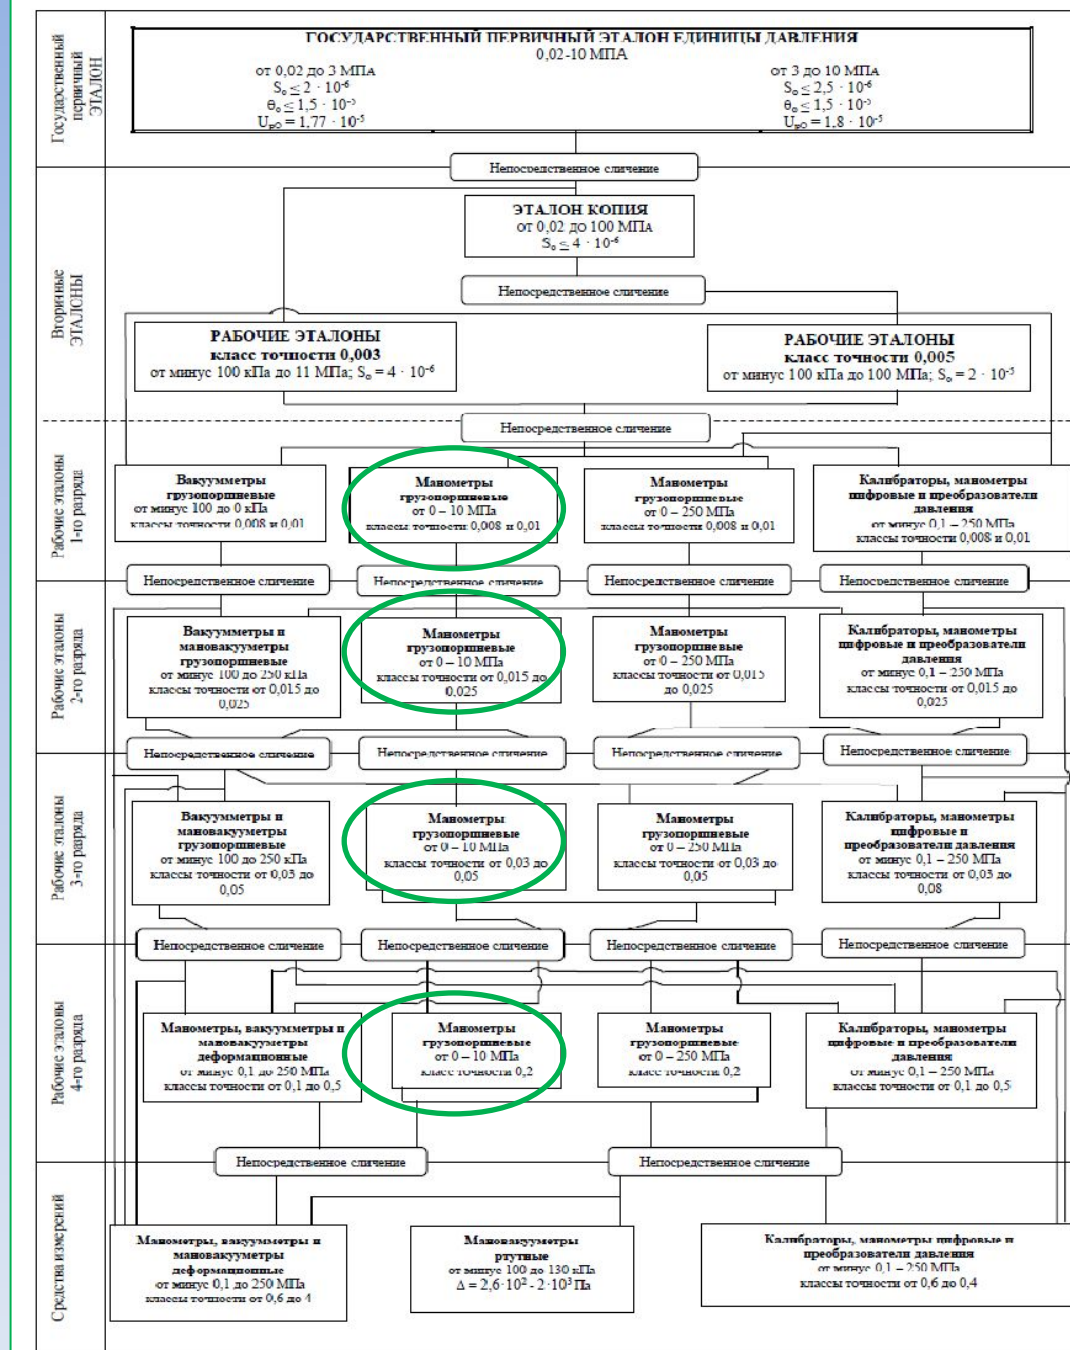 Государственный
первичный
ЭТАЛОН
ГОСУДАРСТВЕННЫЙ ПЕРВИЧНЫЙ ЭТАЛОН ЕДИНИЦЫ ДАВЛЕНИЯ
0,02-10 МПА
от 0,02 до 3 МПА
S₀ ≤ 2 · 10⁻⁶
θ₀ ≤ 1,5 · 10⁻⁵
U = 1,77 · 10⁻⁵
от 3 до 10 МПА
S₀ ≤ 2,5 · 10⁻⁶
θ₀ ≤ 1,5 · 10⁻⁵
U = 1,8 · 10⁻⁵
Непосредственное сличение
Вторичные
ЭТАЛОНЫ
ЭТАЛОН КОПИЯ
от 0,02 до 100 МПА
S₀ ≤ 4 · 10⁻⁶
Непосредственное сличение
РАБОЧИЕ ЭТАЛОНЫ
класс точности 0,003
от минус 100 кПа до 11 МПа; S₀ = 4 · 10⁻⁶
РАБОЧИЕ ЭТАЛОНЫ
класс точности 0,005
от минус 100 кПа до 100 МПа; S₀ = 2 · 10⁻⁵
Непосредственное сличение
Рабочие эталоны
1-го разряда
Вакуумметры
грузопоршневые
от минус 100 до 0 кПа
классы точности 0,008 и 0,01
Манометры
грузопоршневые
от 0 – 10 МПа
классы точности 0,008 и 0,01
Манометры
грузопоршневые
от 0 – 250 МПа
классы точности 0,008 и 0,01
Калибраторы, манометры
цифровые и преобразователи
давления
от минус 0,1 – 250 МПа
классы точности 0,008 и 0,01
Непосредственное сличение
Непосредственное сличение
Непосредственное сличение
Непосредственное сличение
Рабочие эталоны
2-го разряда
Вакуумметры и
мановакуумметры
грузопоршневые
от минус 100 до 250 кПа
классы точности от 0,015 до
0,025
Манометры
грузопоршневые
от 0 – 10 МПа
классы точности от 0,015 до
0,025
Манометры
грузопоршневые
от 0 – 250 МПа
классы точности от 0,015
до 0,025
Калибраторы, манометры
цифровые и преобразователи
давления
от минус 0,1 – 250 МПа
классы точности от 0,015 до
0,025
Непосредственное сличение
Непосредственное сличение
Непосредственное сличение
Непосредственное сличение
Рабочие эталоны
3-го разряда
Вакуумметры и
мановакууметры
грузопоршневые
от минус 100 до 250 кПа
классы точности от 0,03 до
0,05
Манометры
грузопоршневые
от 0 – 10 МПа
классы точности от 0,03 до
0,05
Манометры
грузопоршневые
от 0 – 250 МПа
классы точности от 0,03 до
0,05
Калибраторы, манометры
цифровые и
преобразователи давления
от минус 0,1 – 250 МПа
классы точности от 0,03 до
0,08
Непосредственное сличение
Непосредственное сличение
Непосредственное сличение
Непосредственное сличение
Рабочие эталоны
4-го разряда
Манометры, вакуумметры и
мановакууметры
деформационные
от минус 0,1 до 250 МПа
классы точности от 0,1 до 0,5
Манометры
грузопоршневые
от 0 – 10 МПа
класс точности 0,2
Манометры
грузопоршневые
от 0 – 250 МПа
класс точности 0,2
Калибраторы, манометры
цифровые и преобразователи
давления
от минус 0,1 – 250 МПа
классы точности от 0,1 до 0,5
Непосредственное сличение
Непосредственное сличение
Средства измерений
Манометры, вакуумметры и
мановакууметры
деформационные
от минус 0,1 до 250 МПа
классы точности от 0,6 до 4
Мановакууметры
ртутные
от минус 100 до 130 кПа
Δ = 2,6·10² - 2·10³ Па
Калибраторы, манометры цифровые и
преобразователи давления
от минус 0,1 – 250 МПа
классы точности от 0,6 до 0,4